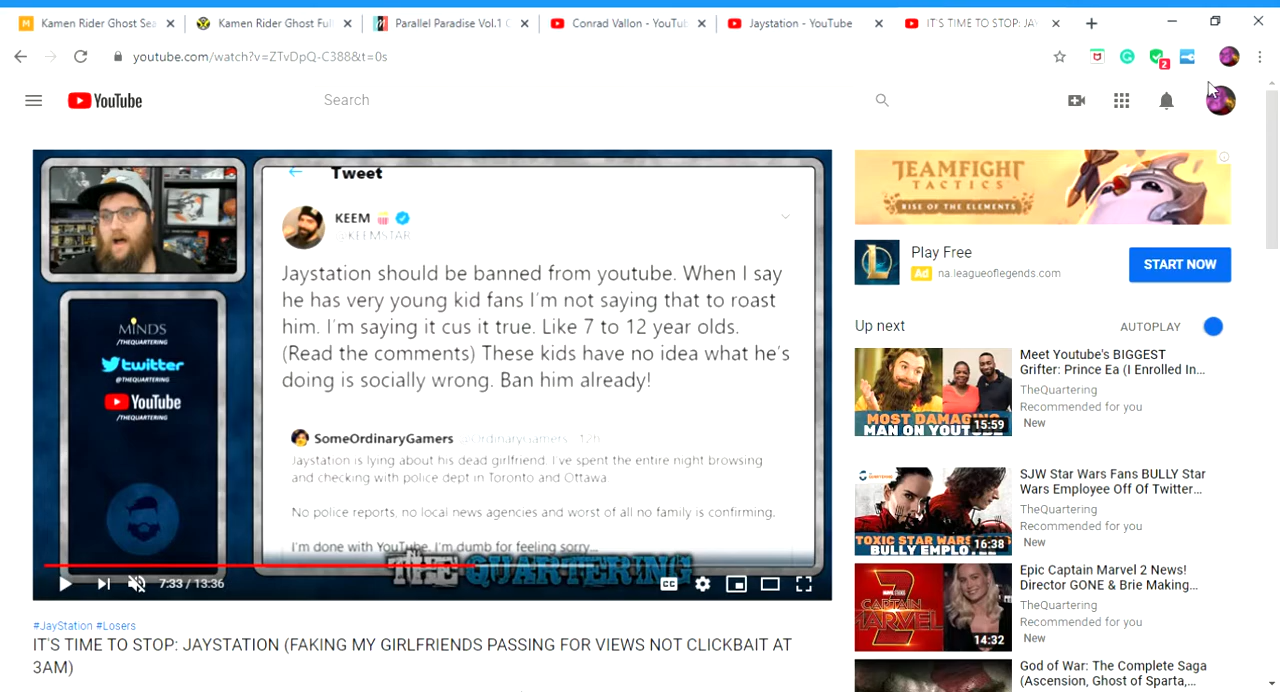 Kamen Rider Ghost Sea
Kamen Rider Ghost Full
Parallel Paradise Vol.1 C
Conrad Vallon - YouTub
Jaystation - YouTube
IT'S TIME TO STOP: JAY
youtube.com/watch?v=ZTvDpQ-C388&t=0s
2
YouTube
Search
Tweet
KEEM
@KEEMSTAR
Jaystation should be banned from youtube. When I say
he has very young kid fans I'm not saying that to roast
him. I'm saying it cus it true. Like 7 to 12 year olds.
(Read the comments) These kids have no idea what he's
doing is socially wrong. Ban him already!
SomeOrdinaryGamers @OrdinaryGamers · 12h
Jaystation is lying about his dead girlfriend. I've spent the entire night browsing
and checking with police dept in Toronto and Ottawa.
No police reports, no local news agencies and worst of all no family is confirming.
I'm done with YouTube. I'm dumb for feeling sorry...
MINDS
/THEQUARTERING
twitter
@THEQUARTERING
YouTube
/THEQUARTERING
THE QUARTERING
7:33 / 13:36
CC
#JayStation #Losers
IT'S TIME TO STOP: JAYSTATION (FAKING MY GIRLFRIENDS PASSING FOR VIEWS NOT CLICKBAIT AT
3AM)
TEAMFIGHT
TACTICS
RISE OF THE ELEMENTS
Play Free
Ad na.leagueoflegends.com
START NOW
Up next
AUTOPLAY
MOST DAMAGING
MAN ON YOUTUBE
15:59
Meet Youtube's BIGGEST
Grifter: Prince Ea (I Enrolled In...
TheQuartering
Recommended for you
New
TOXIC STAR WARS
BULLY EMPLO
16:38
SJW Star Wars Fans BULLY Star
Wars Employee Off Of Twitter...
TheQuartering
Recommended for you
New
2
CAPTAIN
MARVEL
14:32
Epic Captain Marvel 2 News!
Director GONE & Brie Making...
TheQuartering
Recommended for you
New
God of War: The Complete Saga
(Ascension, Ghost of Sparta,...